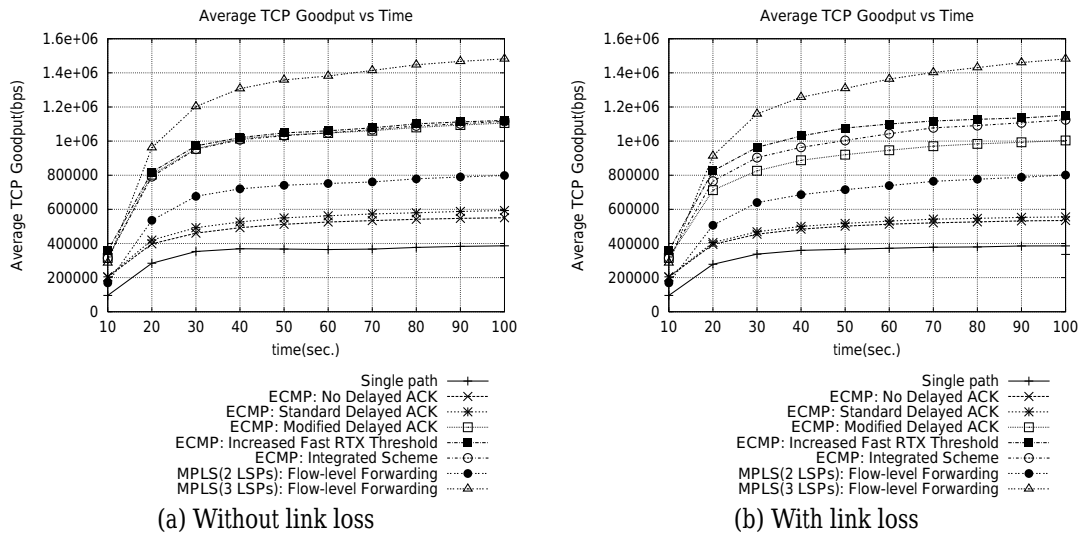 Average TCP Goodput vs Time
1.6e+06
1.4e+06
1.2e+06
1e+06
800000
600000
400000
200000
0
Average TCP Goodput(bps)
10 20 30 40 50 60 70 80 90 100
time(sec.)
Single path
ECMP: No Delayed ACK
ECMP: Standard Delayed ACK
ECMP: Modified Delayed ACK
ECMP: Increased Fast RTX Threshold
ECMP: Integrated Scheme
MPLS(2 LSPs): Flow-level Forwarding
MPLS(3 LSPs): Flow-level Forwarding
(a) Without link loss
Average TCP Goodput vs Time
1.6e+06
1.4e+06
1.2e+06
1e+06
800000
600000
400000
200000
0
Average TCP Goodput(bps)
10 20 30 40 50 60 70 80 90 100
time(sec.)
Single path
ECMP: No Delayed ACK
ECMP: Standard Delayed ACK
ECMP: Modified Delayed ACK
ECMP: Increased Fast RTX Threshold
ECMP: Integrated Scheme
MPLS(2 LSPs): Flow-level Forwarding
MPLS(3 LSPs): Flow-level Forwarding
(b) With link loss